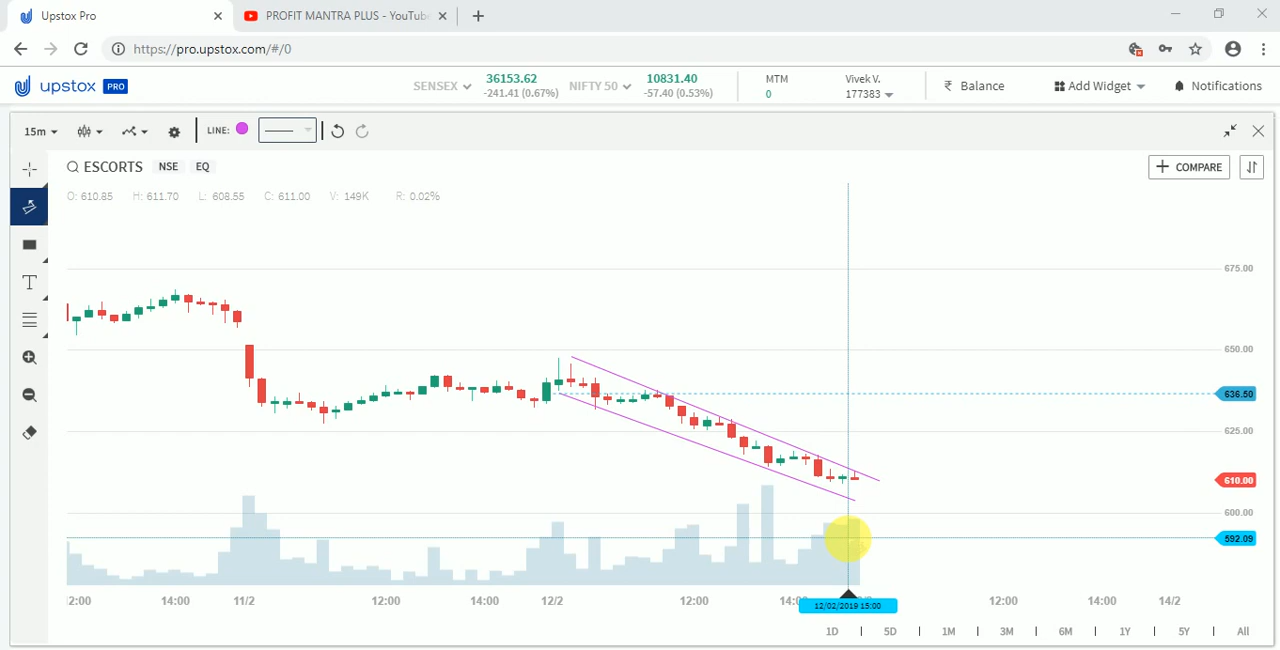 Upstox Pro
PROFIT MANTRA PLUS - YouTub
https://pro.upstox.com/#/0
upstox PRO
SENSEX 36153.62 -241.41 (0.67%)
NIFTY 50 10831.40 -57.40 (0.53%)
MTM 0
Vivek V. 177383
₹ Balance
Add Widget
Notifications
15m
LINE:
ESCORTS NSE EQ
+ COMPARE
O: 610.85 H: 611.70 L: 608.55 C: 611.00 V: 149K R: 0.02%
T
675.00
650.00
636.50
625.00
610.00
600.00
592.09
2:00 14:00 11/2 12:00 14:00 12/2 12:00 14:0 12:00 14:00 14/2
12/02/2019 15:00
1D 5D 1M 3M 6M 1Y 5Y All